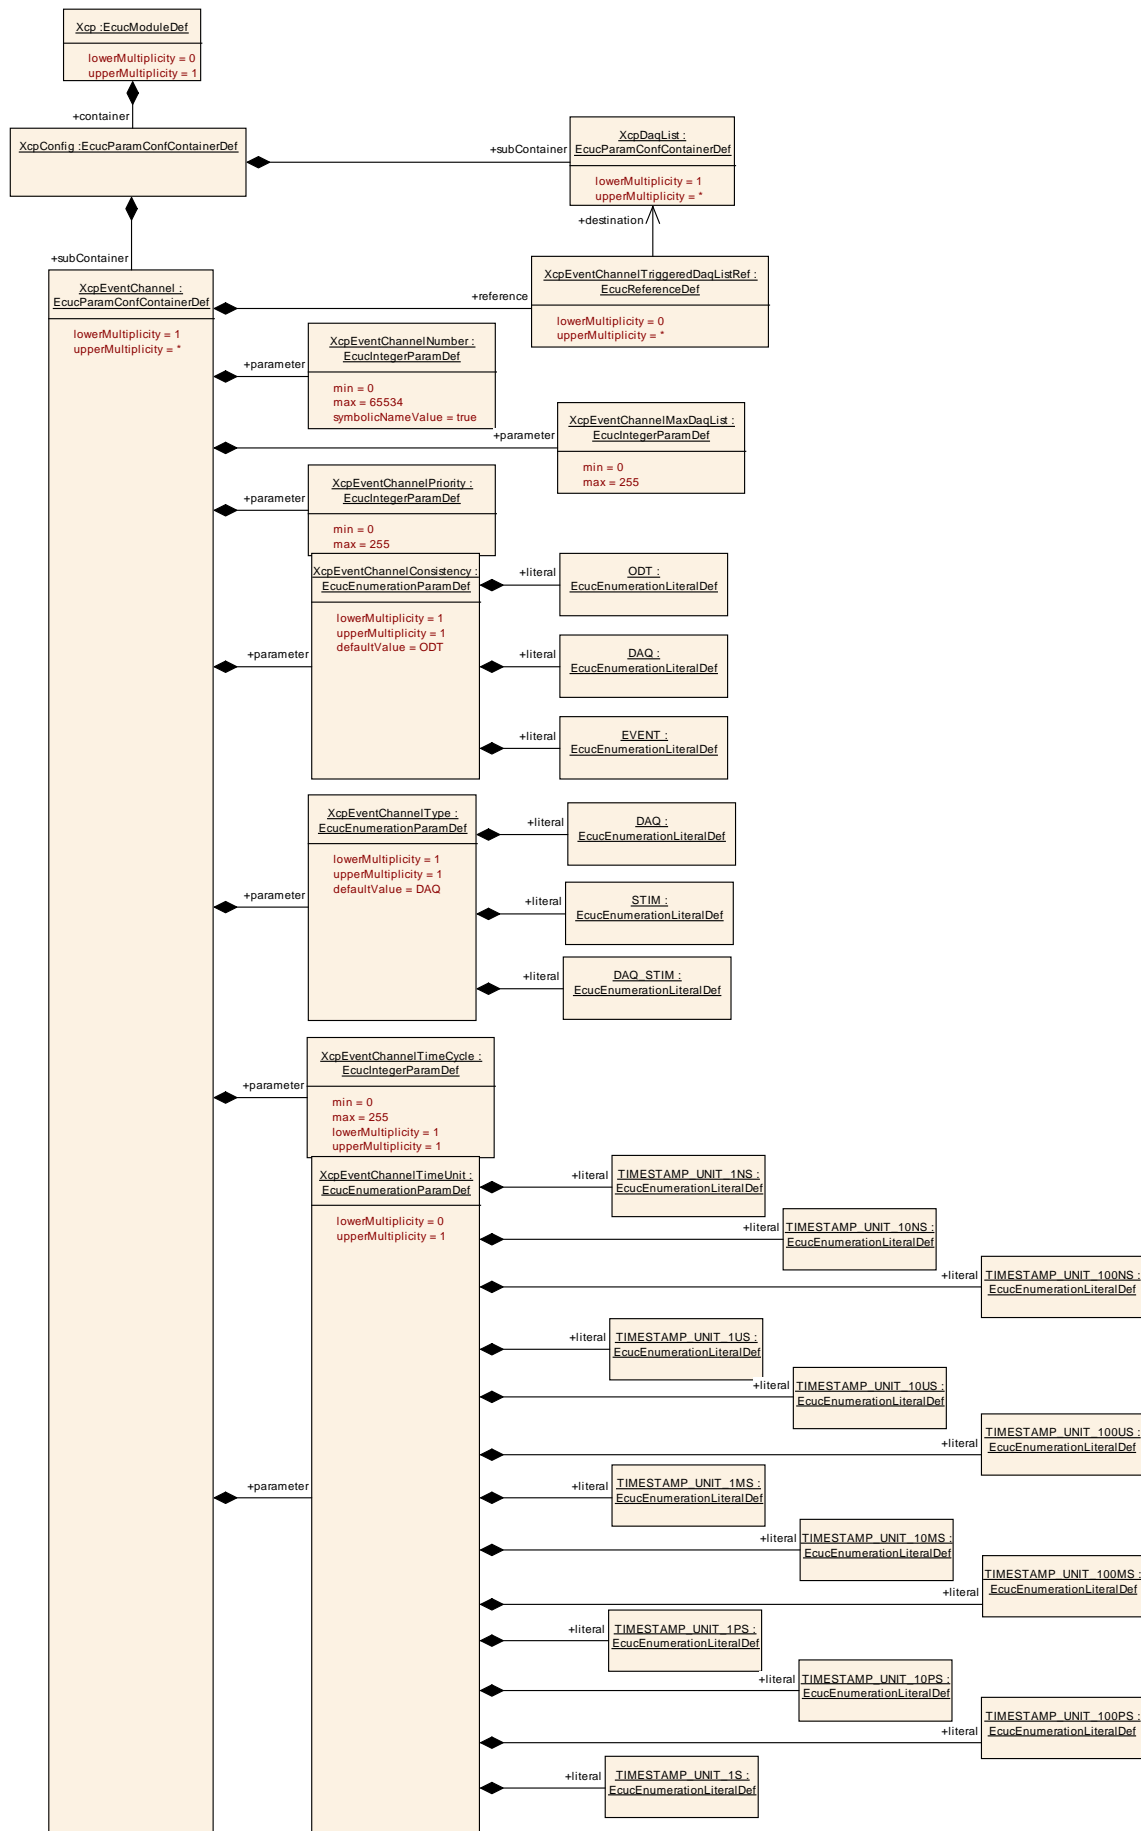 Xcp :EcucModuleDef
lowerMultiplicity = 0
upperMultiplicity = 1
+container
XcpConfig :EcucParamConfContainerDef
+subContainer
XcpDaqList :
EcucParamConfContainerDef
lowerMultiplicity = 1
upperMultiplicity = *
+destination
+subContainer
XcpEventChannel :
EcucParamConfContainerDef
lowerMultiplicity = 1
upperMultiplicity = *
+reference
XcpEventChannelTriggeredDaqListRef :
EcucReferenceDef
lowerMultiplicity = 0
upperMultiplicity = *
+parameter
XcpEventChannelNumber :
EcucIntegerParamDef
min = 0
max = 65534
symbolicNameValue = true
+parameter
XcpEventChannelMaxDaqList :
EcucIntegerParamDef
min = 0
max = 255
+parameter
XcpEventChannelPriority :
EcucIntegerParamDef
min = 0
max = 255
+parameter
XcpEventChannelConsistency :
EcucEnumerationParamDef
lowerMultiplicity = 1
upperMultiplicity = 1
defaultValue = ODT
+literal
ODT :
EcucEnumerationLiteralDef
+literal
DAQ :
EcucEnumerationLiteralDef
+literal
EVENT :
EcucEnumerationLiteralDef
+parameter
XcpEventChannelType :
EcucEnumerationParamDef
lowerMultiplicity = 1
upperMultiplicity = 1
defaultValue = DAQ
+literal
DAQ :
EcucEnumerationLiteralDef
+literal
STIM :
EcucEnumerationLiteralDef
+literal
DAQ_STIM :
EcucEnumerationLiteralDef
+parameter
XcpEventChannelTimeCycle :
EcucIntegerParamDef
min = 0
max = 255
lowerMultiplicity = 1
upperMultiplicity = 1
+parameter
XcpEventChannelTimeUnit :
EcucEnumerationParamDef
lowerMultiplicity = 0
upperMultiplicity = 1
+literal
TIMESTAMP_UNIT_1NS :
EcucEnumerationLiteralDef
+literal
TIMESTAMP_UNIT_10NS :
EcucEnumerationLiteralDef
+literal
TIMESTAMP_UNIT_100NS :
EcucEnumerationLiteralDef
+literal
TIMESTAMP_UNIT_1US :
EcucEnumerationLiteralDef
+literal
TIMESTAMP_UNIT_10US :
EcucEnumerationLiteralDef
+literal
TIMESTAMP_UNIT_100US :
EcucEnumerationLiteralDef
+literal
TIMESTAMP_UNIT_1MS :
EcucEnumerationLiteralDef
+literal
TIMESTAMP_UNIT_10MS :
EcucEnumerationLiteralDef
+literal
TIMESTAMP_UNIT_100MS :
EcucEnumerationLiteralDef
+literal
TIMESTAMP_UNIT_1PS :
EcucEnumerationLiteralDef
+literal
TIMESTAMP_UNIT_10PS :
EcucEnumerationLiteralDef
+literal
TIMESTAMP_UNIT_100PS :
EcucEnumerationLiteralDef
+literal
TIMESTAMP_UNIT_1S :
EcucEnumerationLiteralDef